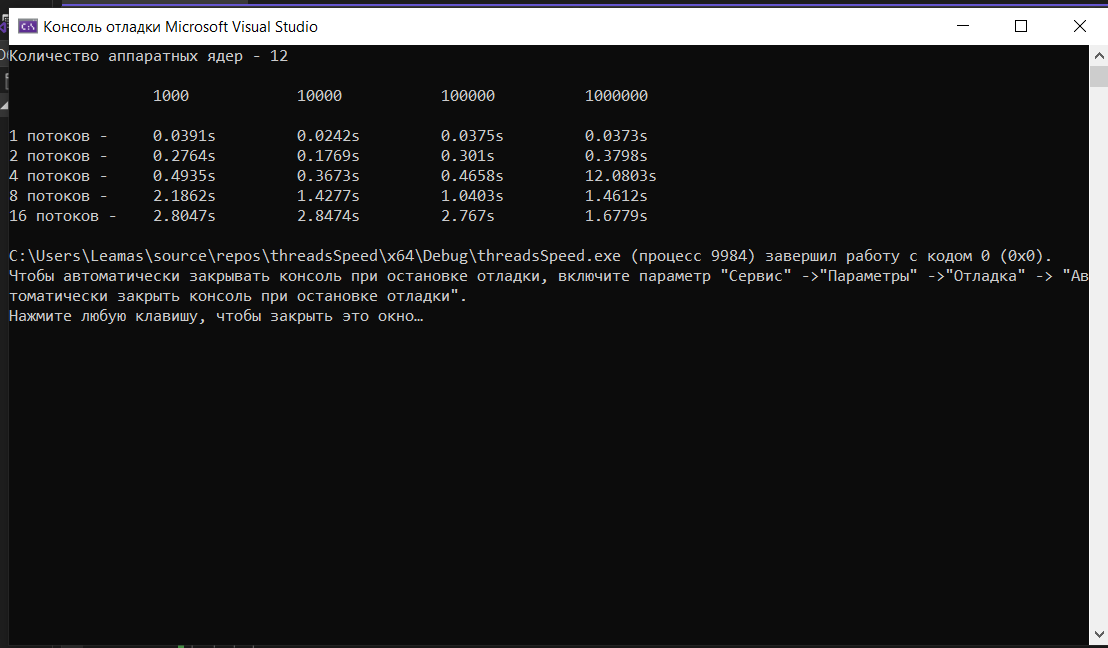 Консоль отладки Microsoft Visual Studio
Количество аппаратных ядер - 12
1000 10000 100000 1000000
1 потоков - 0.0391s 0.0242s 0.0375s 0.0373s
2 потоков - 0.2764s 0.1769s 0.301s 0.3798s
4 потоков - 0.4935s 0.3673s 0.4658s 12.0803s
8 потоков - 2.1862s 1.4277s 1.0403s 1.4612s
16 потоков - 2.8047s 2.8474s 2.767s 1.6779s
C:\Users\Leamas\source\repos\threadsSpeed\x64\Debug\threadsSpeed.exe (процесс 9984) завершил работу с кодом 0 (0x0).
Чтобы автоматически закрывать консоль при остановке отладки, включите параметр "Сервис" ->"Параметры" ->"Отладка" -> "Ав
томатически закрыть консоль при остановке отладки".
Нажмите любую клавишу, чтобы закрыть это окно…